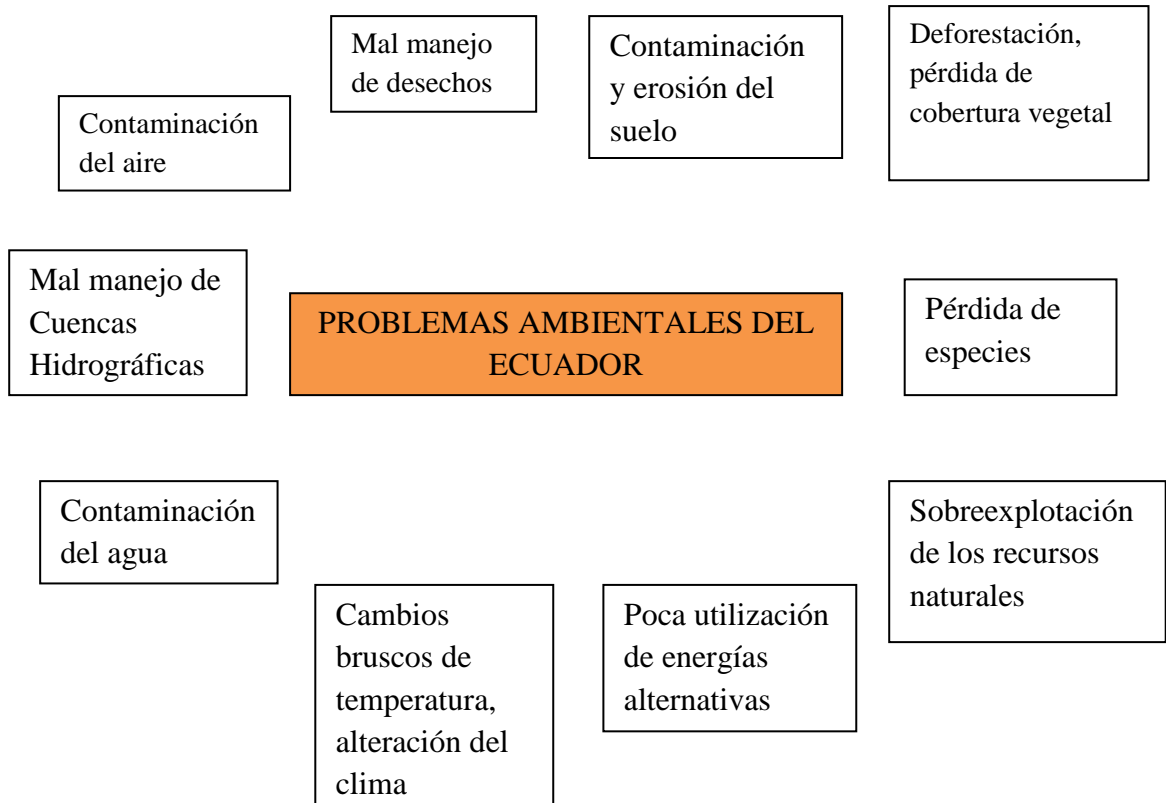 Mal manejo
de desechos
Contaminación
y erosión del
suelo
Deforestación,
pérdida de
cobertura vegetal
Contaminación
del aire
Mal manejo de
Cuencas
Hidrográficas
PROBLEMAS AMBIENTALES DEL
ECUADOR
Pérdida de
especies
Contaminación
del agua
Sobreexplotación
de los recursos
naturales
Cambios
bruscos de
temperatura,
alteración del
clima
Poca utilización
de energías
alternativas